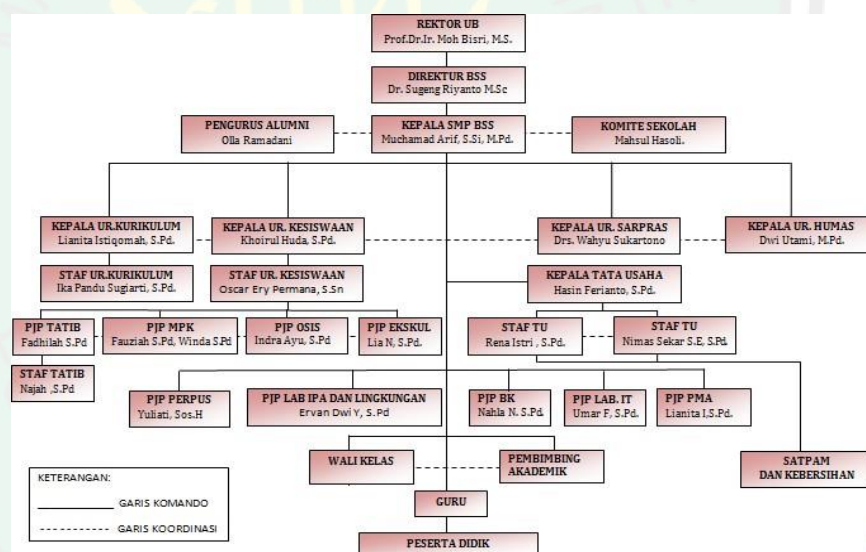 REKTOR UB
Prof.Dr.Ir. Moh Bisri, M.S.
DIREKTUR BSS
Dr. Sugeng Riyanto M.Sc
PENGURUS ALUMNI
Olla Ramadani
KEPALA SMP BSS
Muchamad Arif, S.Si, M.Pd.
KOMITE SEKOLAH
Mahsul Hasoli.
KEPALA UR.KURIKULUM
Lianita Istiqomah, S.Pd.
KEPALA UR. KESISWAAN
Khoirul Huda, S.Pd.
KEPALA UR. SARPRAS
Drs. Wahyu Sukartono
KEPALA UR. HUMAS
Dwi Utami, M.Pd.
STAF UR.KURIKULUM
Ika Pandu Sugiarti, S.Pd.
STAF UR. KESISWAAN
Oscar Ery Permana, S.Sn
KEPALA TATA USAHA
Hasin Ferianto, S.Pd.
PJP TATIB
Fadhilah S.Pd
PJP MPK
Fauziah S.Pd, Winda S.Pd
PJP OSIS
Indra Ayu, S.Pd
PJP EKSKUL
Lia N, S.Pd.
STAF TU
Rena Istri , S.Pd.
STAF TU
Nimas Sekar S.E, S.Pd.
STAF TATIB
Najah ,S.Pd
PJP PERPUS
Yuliati, Sos.H
PJP LAB IPA DAN LINGKUNGAN
Ervan Dwi Y, S.Pd
PJP BK
Nahla N. S.Pd.
PJP LAB. IT
Umar F, S.Pd.
PJP PMA
Lianita I,S.Pd.
WALI KELAS
PEMBIMBING
AKADEMIK
SATPAM
DAN KEBERSIHAN
GURU
PESERTA DIDIK
KETERANGAN:
GARIS KOMANDO
GARIS KOORDINASI